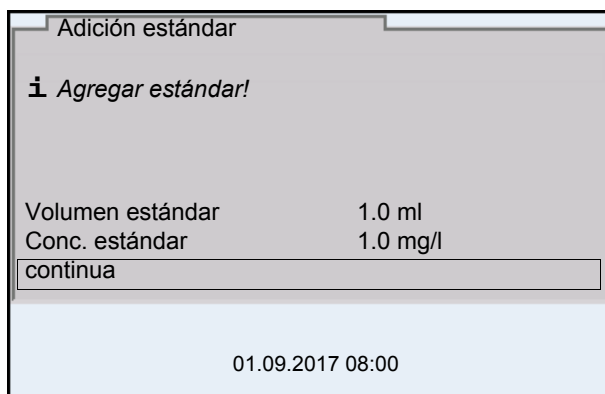 Adición estándar
i Agregar estándar!
Volumen estándar 1.0 ml
Conc. estándar 1.0 mg/l
continua
01.09.2017 08:00